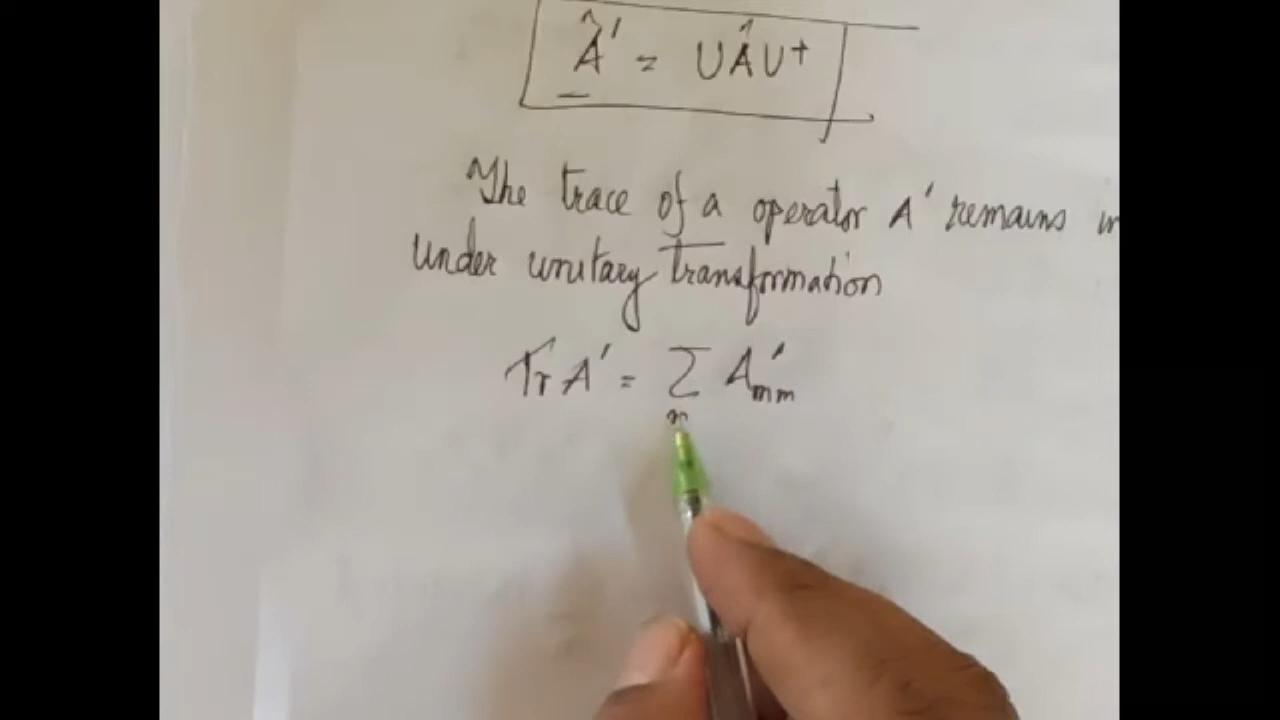 Â' = UÂU†
The trace of a operator A' remains
under unitary transformation
Tr A' = Σ A'mm
m